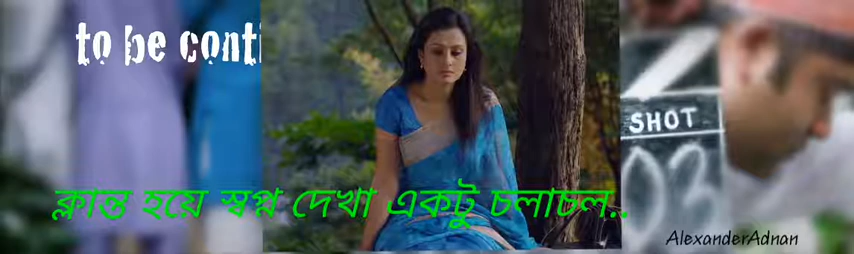 to be conti
SHOT
03
ক্লান্ত হয়ে স্বপ্ন দেখা একটু চলাচল..
AlexanderAdnan